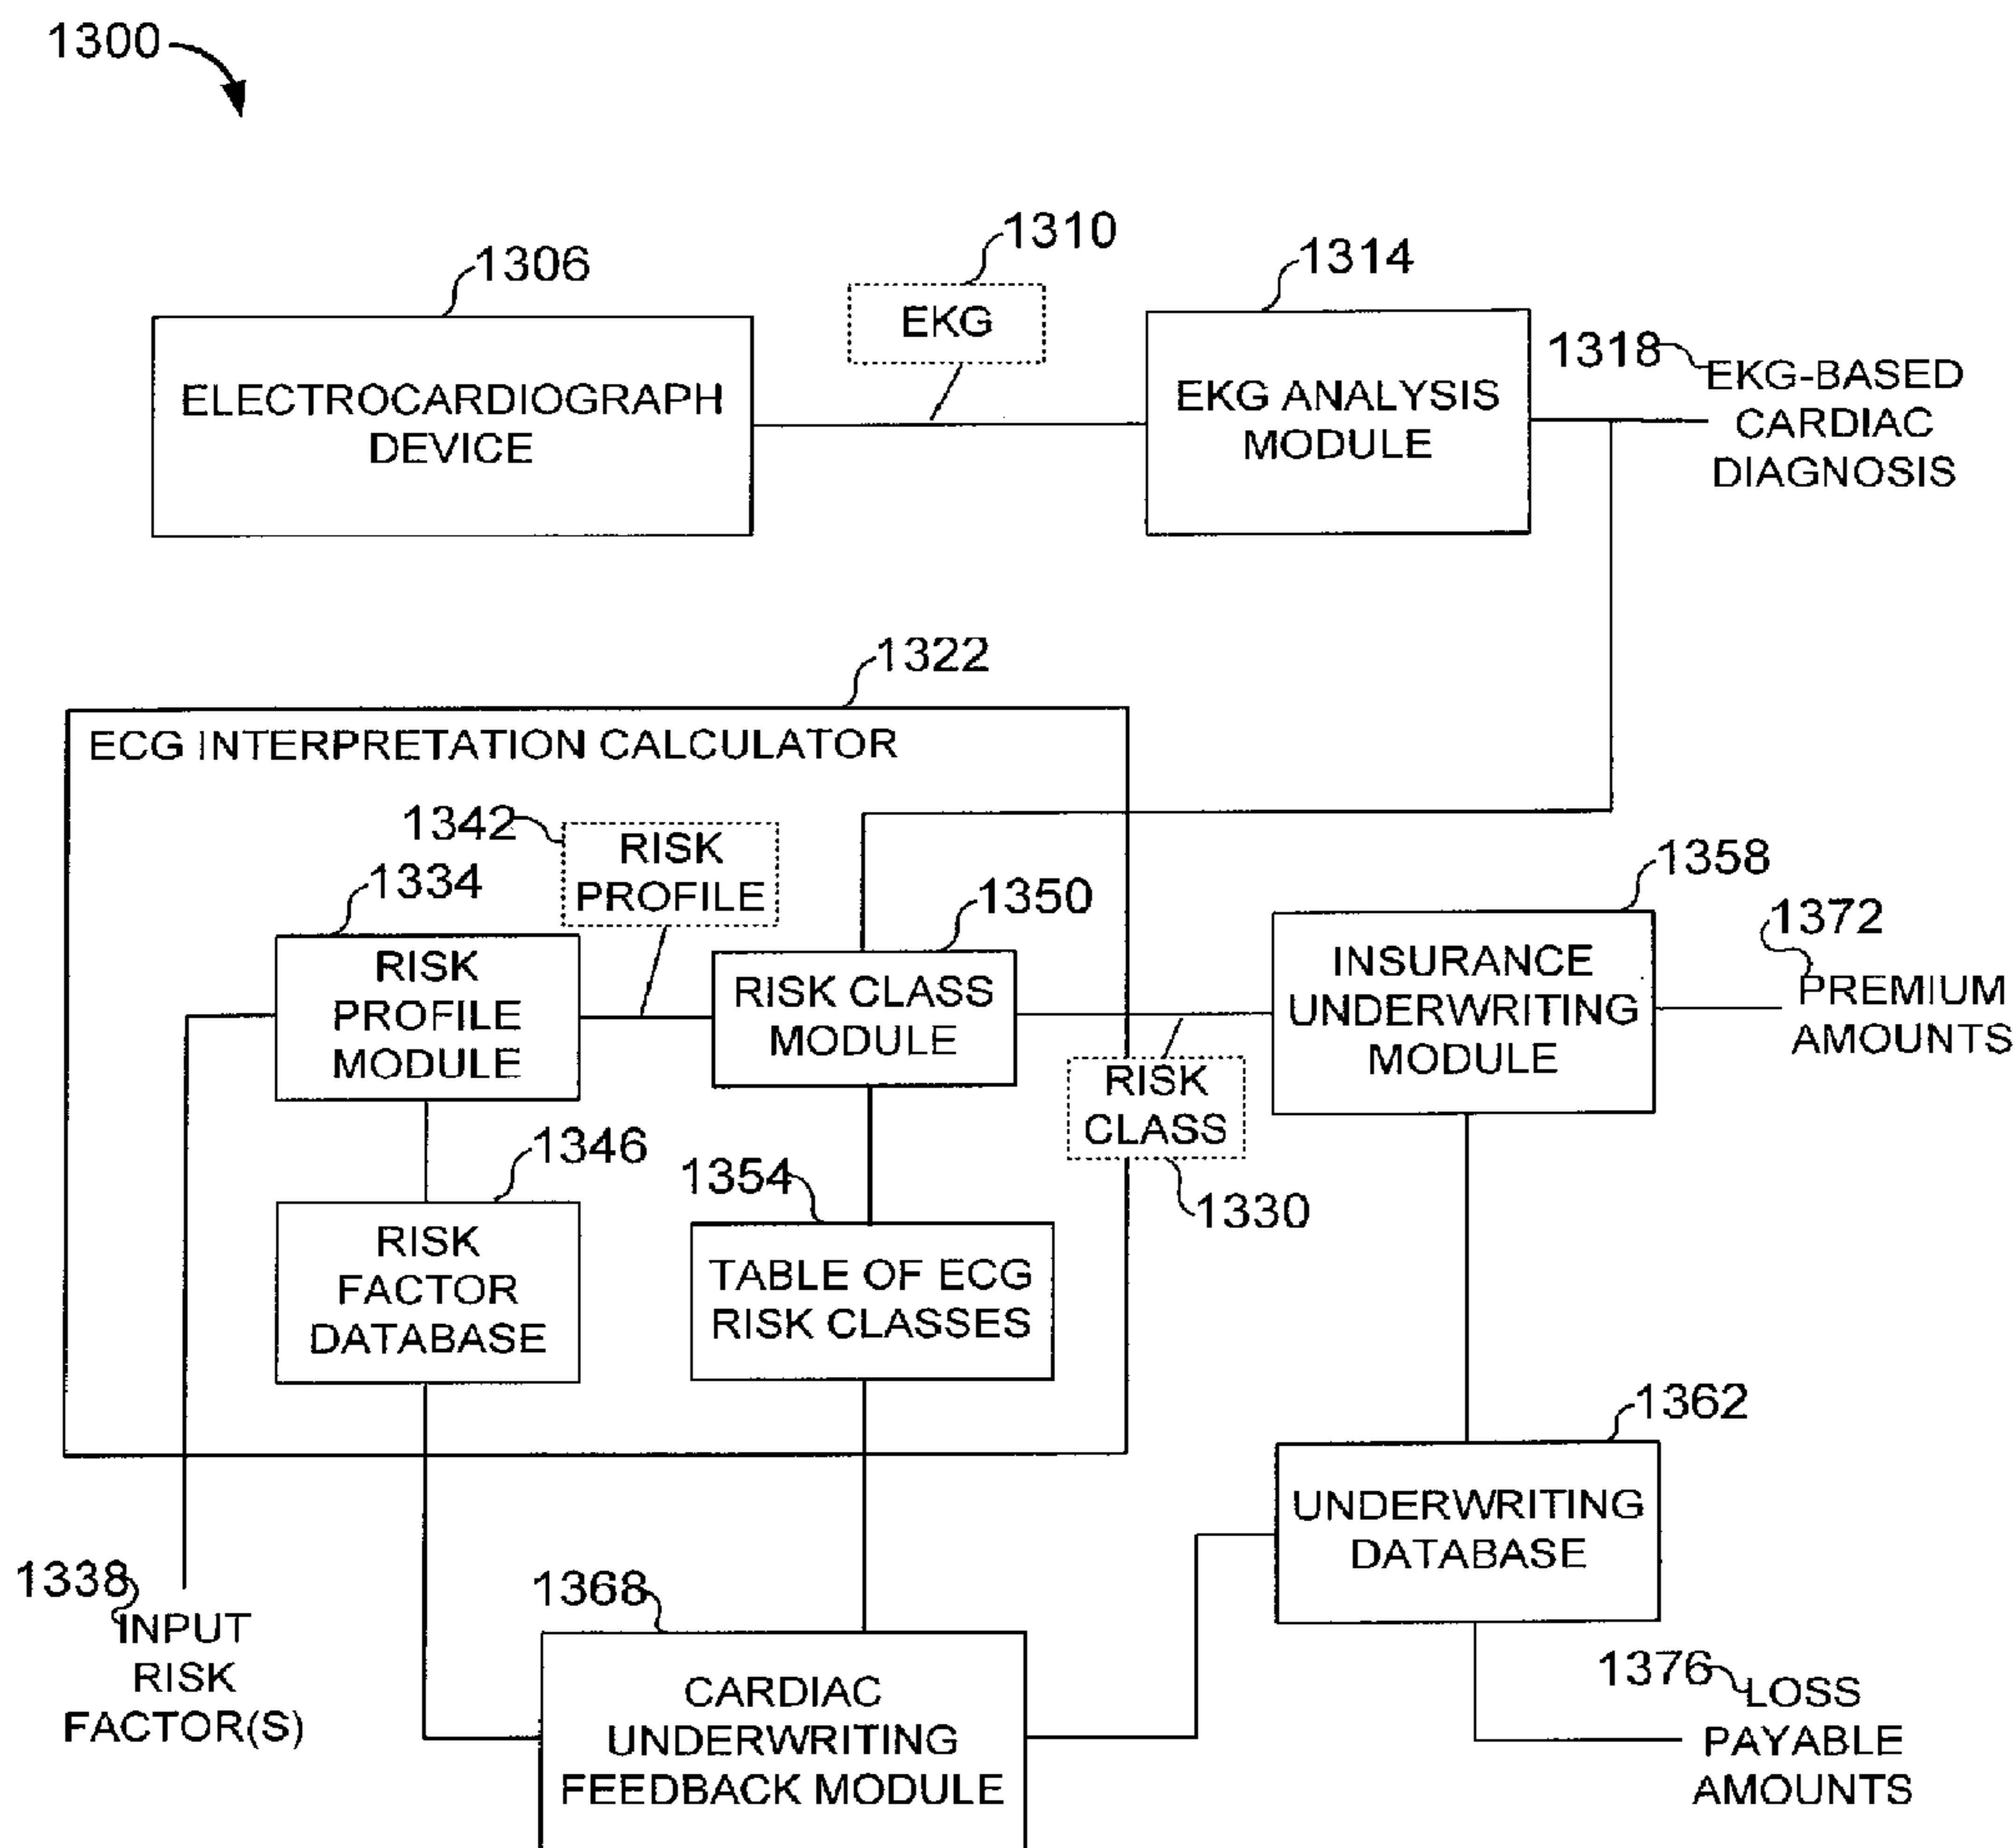 1300
1310
1306
1314
EKG
1318
ELECTROCARDIOGRAPH
DEVICE
EKG ANALYSIS
MODULE
EKG-BASED
CARDIAC
DIAGNOSIS
1322
ECG INTERPRETATION CALCULATOR
1342
RISK
PROFILE
1334
1350
1358
1372
RISK
PROFILE
MODULE
RISK CLASS
MODULE
INSURANCE
UNDERWRITING
MODULE
PREMIUM
AMOUNTS
RISK
CLASS
1330
1346
1354
RISK
FACTOR
DATABASE
TABLE OF ECG
RISK CLASSES
1362
UNDERWRITING
DATABASE
1338
INPUT
RISK
FACTOR(S)
1368
CARDIAC
UNDERWRITING
FEEDBACK MODULE
1376
LOSS
PAYABLE
AMOUNTS